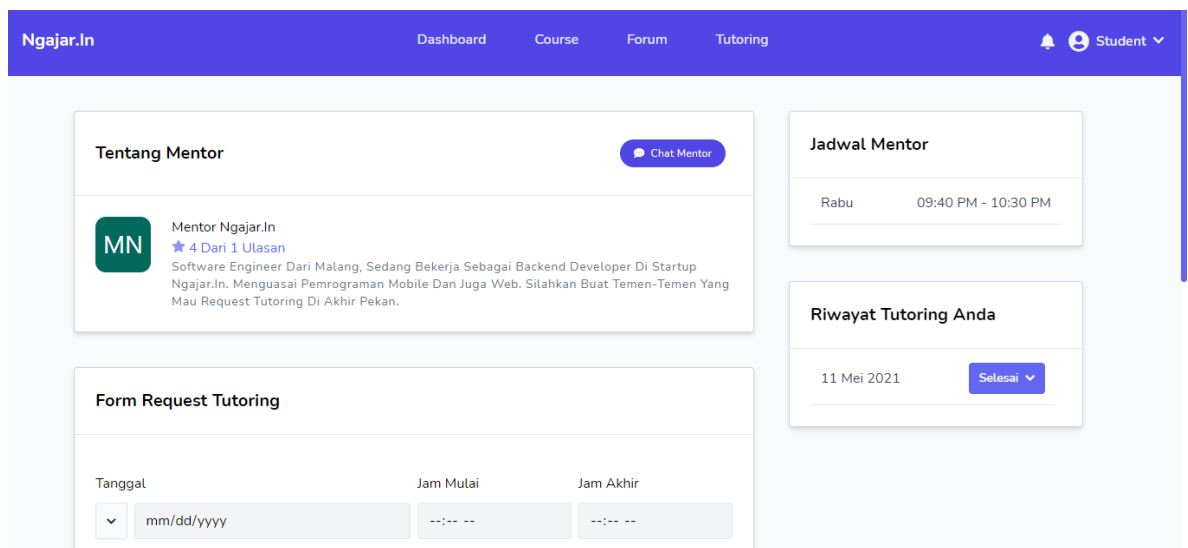 Ngajar.In
Dashboard Course Forum Tutoring
Student
Tentang Mentor
Chat Mentor
MN
Mentor Ngajar.In
4 Dari 1 Ulasan
Software Engineer Dari Malang, Sedang Bekerja Sebagai Backend Developer Di Startup
Ngajar.In. Menguasai Pemrograman Mobile Dan Juga Web. Silahkan Buat Temen-Temen Yang
Mau Request Tutoring Di Akhir Pekan.
Form Request Tutoring
Tanggal Jam Mulai Jam Akhir
mm/dd/yyyy --:-- -- --:-- --
Jadwal Mentor
Rabu 09:40 PM - 10:30 PM
Riwayat Tutoring Anda
11 Mei 2021 Selesai